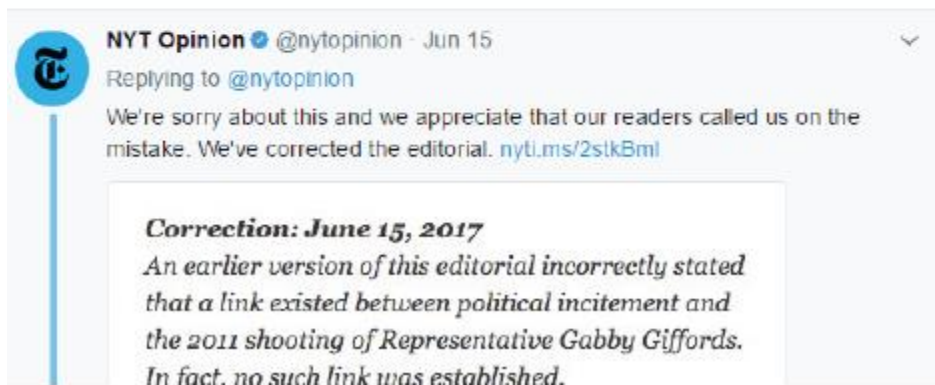 NYT Opinion @nytopinion · Jun 15
Replying to @nytopinion
We're sorry about this and we appreciate that our readers called us on the
mistake. We've corrected the editorial. nyti.ms/2stkBmI
Correction: June 15, 2017
An earlier version of this editorial incorrectly stated
that a link existed between political incitement and
the 2011 shooting of Representative Gabby Giffords.
In fact, no such link was established.